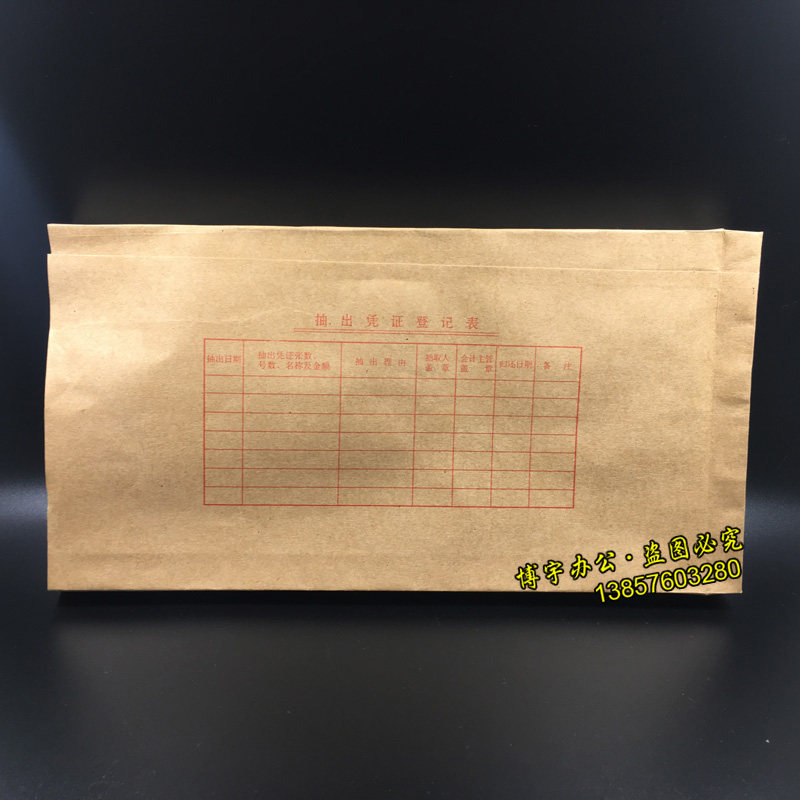 抽出凭证登记表
抽出日期
抽出凭证张数、
号数、名称及金额
抽出理由
抽取人
盖章
会计主管
盖章
归还日期
备注
博宇办公·盗图必究
13857603280